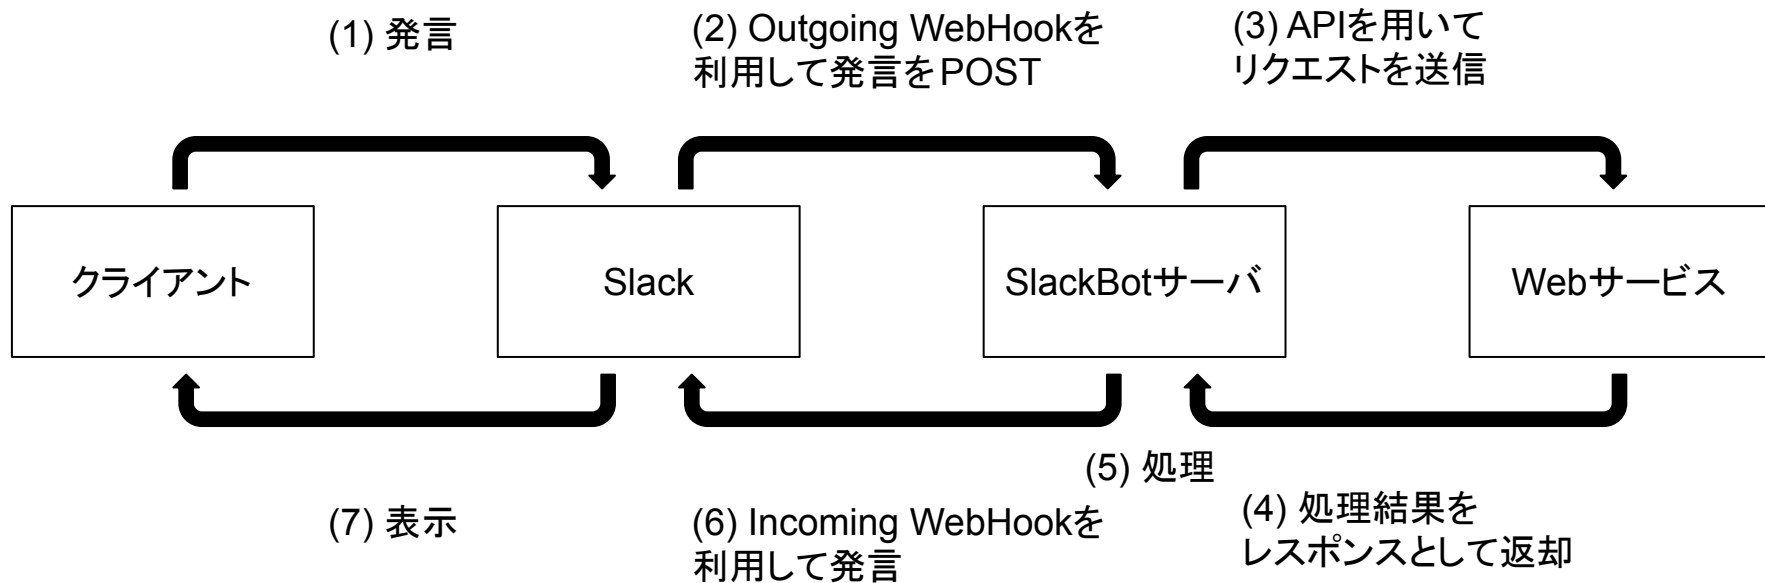 (1) 発言
(2) Outgoing WebHookを
利用して発言をPOST
(3) APIを用いて
リクエストを送信
クライアント
Slack
SlackBotサーバ
Webサービス
(5) 処理
(7) 表示
(6) Incoming WebHookを
利用して発言
(4) 処理結果を
レスポンスとして返却